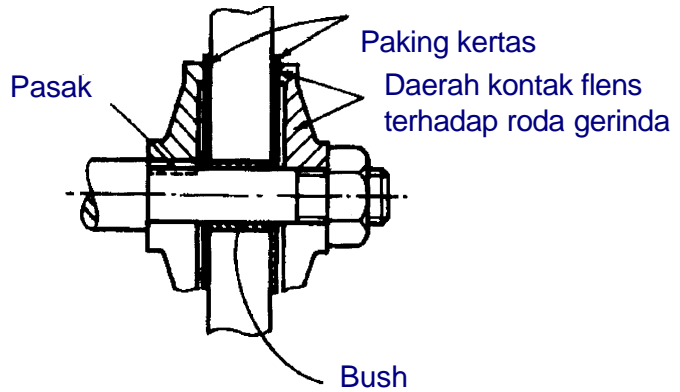 Paking kertas
Pasak
Daerah kontak flens
terhadap roda gerinda
Bush